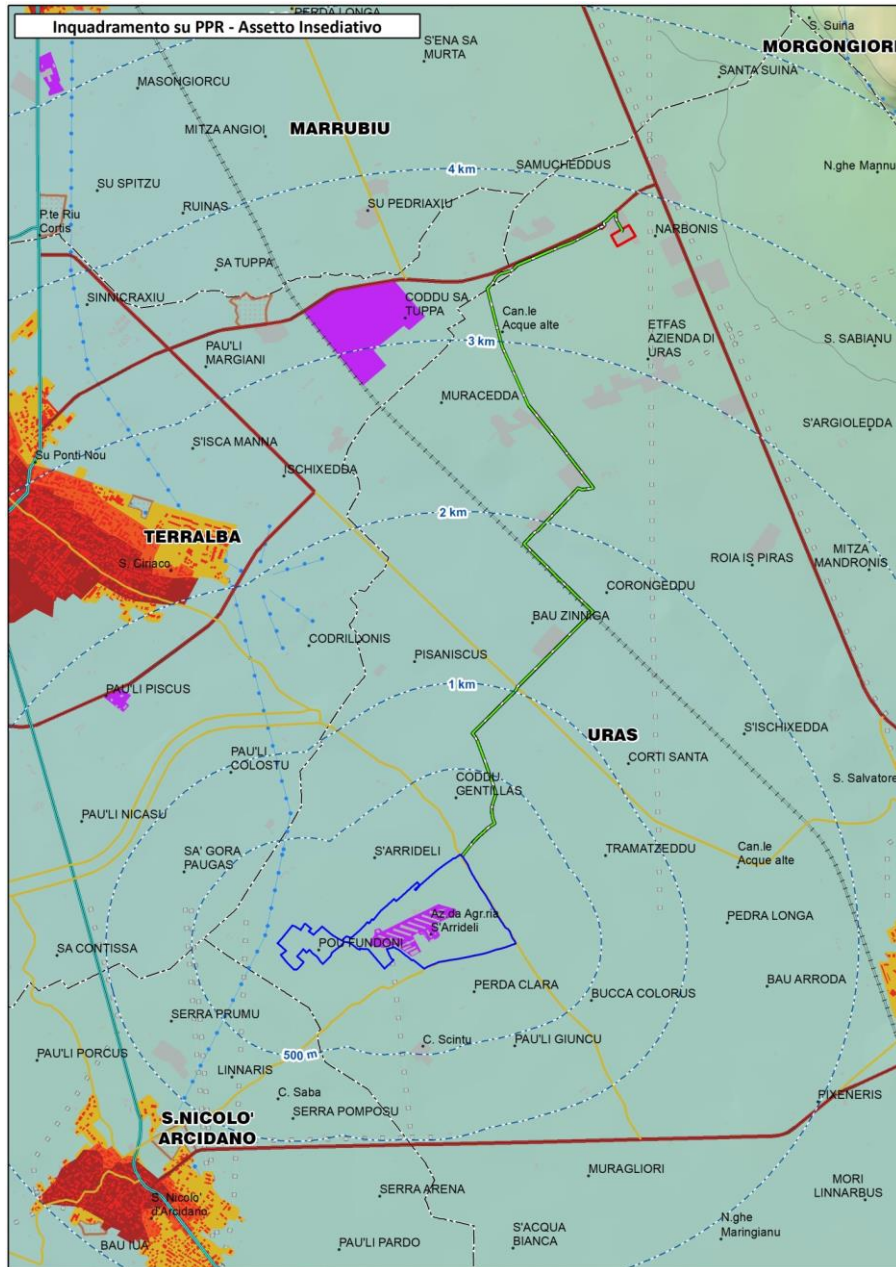 Inquadramento su PPR - Assetto Insediativo
PERDA LONGA
S. Suina
S'ENA SA
MURTA
MORGONGIORI
MASONGIORCU
SANTA SUINA
MITZA ANGIOI
MARRUBIU
4 km
SAMUCHEDDUS
N.ghe Mannu
SU SPITZU
RUINAS
SU PEDRIAXIU
P.te Riu
Cortis
NARBONIS
SA TUPPA
SINNICRAXIU
CODDU SA
TUPPA
Can.le
Acque alte
ETFAS
AZIENDA DI
URAS
S. SABIANU
PAU'LI
MARGIANI
3 km
MURACEDDA
S'ARGIOLEDDA
S'ISCA MANNA
Su Ponti Nou
ISCHIXEDDA
2 km
TERRALBA
S. Ciriaco
ROIA IS PIRAS
MITZA
MANDRONIS
CORONGEDDU
BAU ZINNIGA
CODRILLONIS
PISANISCUS
PAU'LI PISCUS
1 km
URAS
S'ISCHIXEDDA
PAU'LI
COLOSTU
CORTI SANTA
CODDU
GENTILLAS
S. Salvatore
PAU'LI NICASU
SA' GORA
PAUGAS
S'ARRIDELI
TRAMATZEDDU
Can.le
Acque alte
Az.da Agr.ria
S'Arrideli
PEDRA LONGA
SA CONTISSA
POU FUNDONI
PERDA CLARA
BUCCA COLORUS
BAU ARRODA
SERRA PRUMU
C. Scintu
PAU'LI GIUNCU
PAU'LI PORCUS
500 m
LINNARIS
C. Saba
PIXENERIS
SERRA POMPOSU
S.NICOLO'
ARCIDANO
MURAGLIORI
MORI
LINNARBUS
SERRA ARENA
S. Nicolo'
d'Arcidano
N.ghe
Maringianu
S'ACQUA
BIANCA
BAU IUA
PAU'LI PARDO